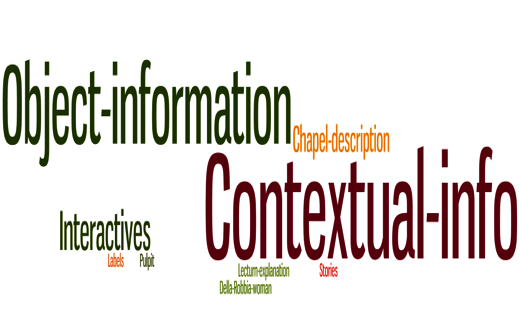 Object-information
Chapel-description
Contextual-info
Interactives
Labels
Pulpit
Lecturn-explanation
Stories
Della-Robbia-woman